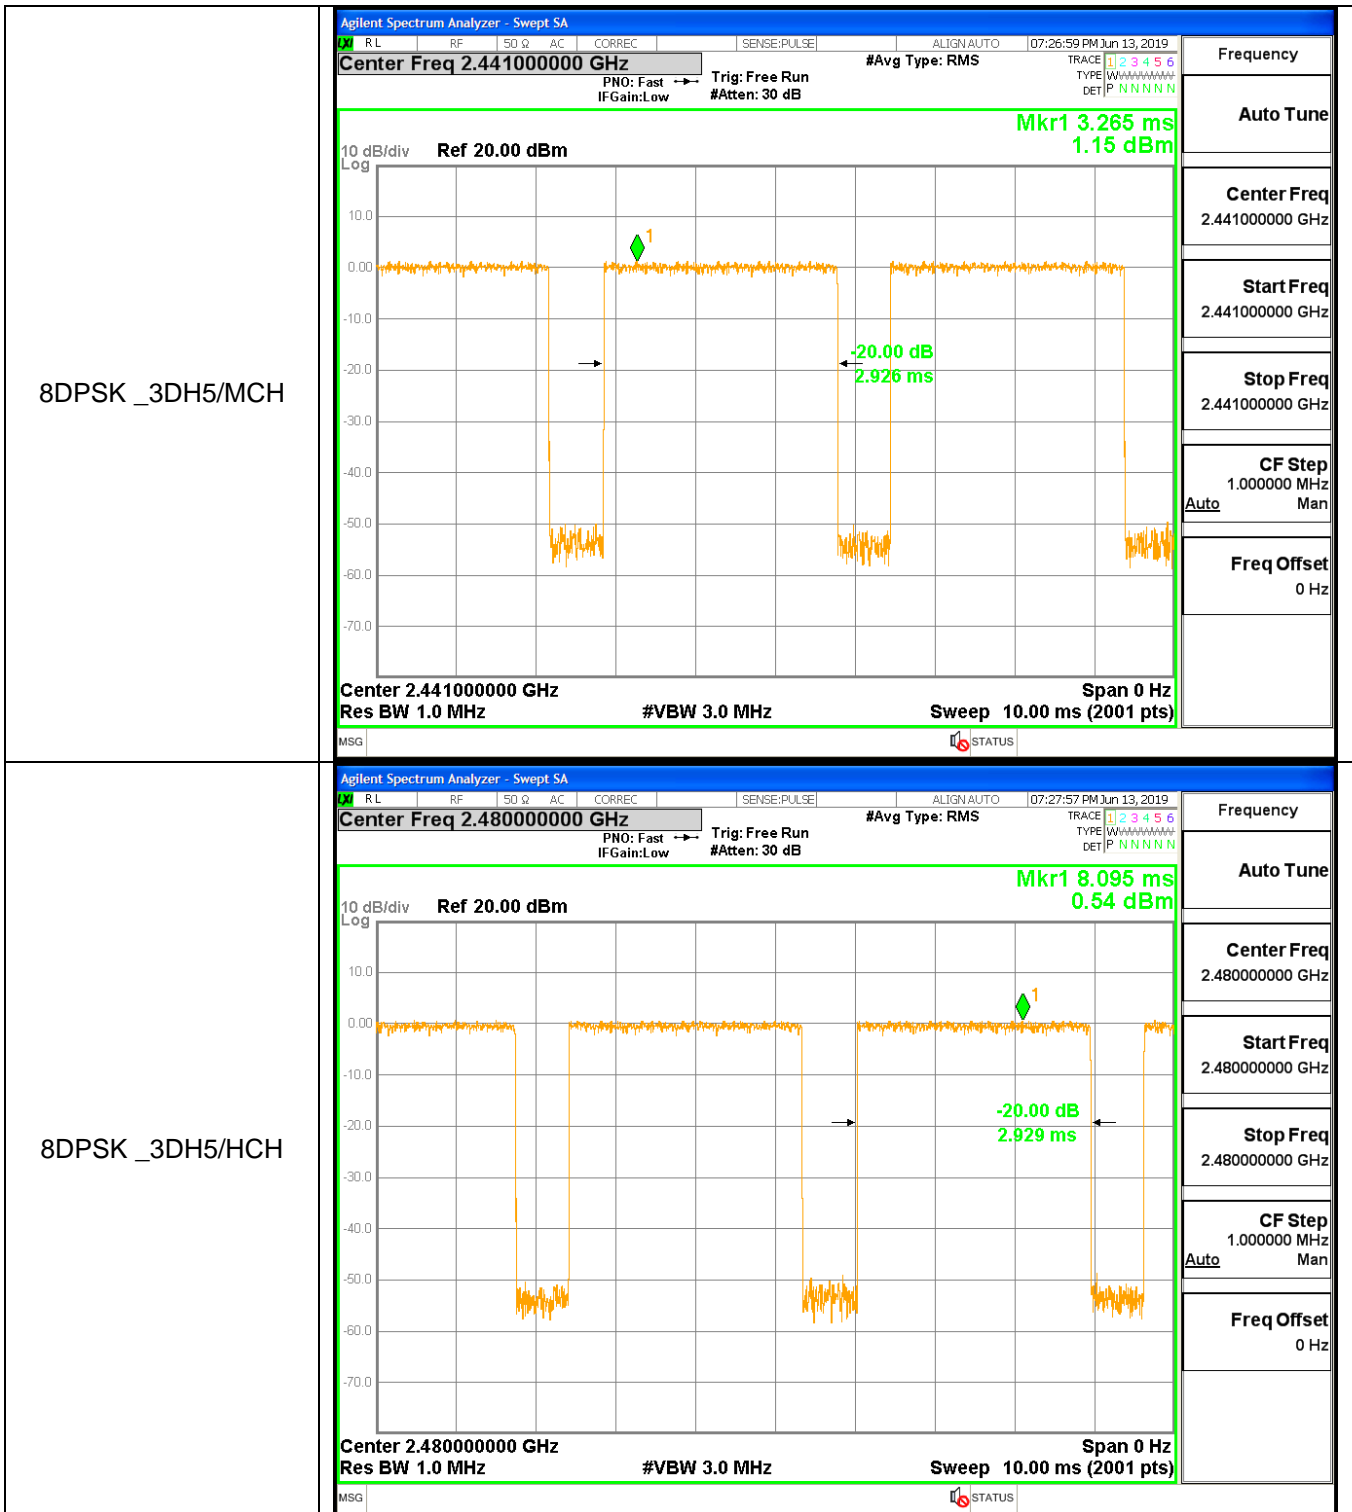 8DPSK _3DH5/MCH
Agilent Spectrum Analyzer - Swept SA
LXI RL RF 50 Ω AC CORREC SENSE:PULSE ALIGN AUTO 07:26:59 PM Jun 13, 2019
Center Freq 2.441000000 GHz #Avg Type: RMS TRACE 1 2 3 4 5 6
PNO: Fast Trig: Free Run TYPE
IFGain:Low #Atten: 30 dB DET P N N N N N
Mkr1 3.265 ms
1.15 dBm
10 dB/div Ref 20.00 dBm
Log
10.0
1
0.00
-10.0
-20.00 dB
-20.0
2.926 ms
-30.0
-40.0
-50.0
-60.0
-70.0
Center 2.441000000 GHz Span 0 Hz
Res BW 1.0 MHz #VBW 3.0 MHz Sweep 10.00 ms (2001 pts)
MSG STATUS
Frequency
Auto Tune
Center Freq
2.441000000 GHz
Start Freq
2.441000000 GHz
Stop Freq
2.441000000 GHz
CF Step
1.000000 MHz
Auto Man
Freq Offset
0 Hz
8DPSK _3DH5/HCH
Agilent Spectrum Analyzer - Swept SA
LXI RL RF 50 Ω AC CORREC SENSE:PULSE ALIGN AUTO 07:27:57 PM Jun 13, 2019
Center Freq 2.480000000 GHz #Avg Type: RMS TRACE 1 2 3 4 5 6
PNO: Fast Trig: Free Run TYPE
IFGain:Low #Atten: 30 dB DET P N N N N N
Mkr1 8.095 ms
0.54 dBm
10 dB/div Ref 20.00 dBm
Log
10.0
1
0.00
-10.0
-20.00 dB
-20.0
2.929 ms
-30.0
-40.0
-50.0
-60.0
-70.0
Center 2.480000000 GHz Span 0 Hz
Res BW 1.0 MHz #VBW 3.0 MHz Sweep 10.00 ms (2001 pts)
MSG STATUS
Frequency
Auto Tune
Center Freq
2.480000000 GHz
Start Freq
2.480000000 GHz
Stop Freq
2.480000000 GHz
CF Step
1.000000 MHz
Auto Man
Freq Offset
0 Hz